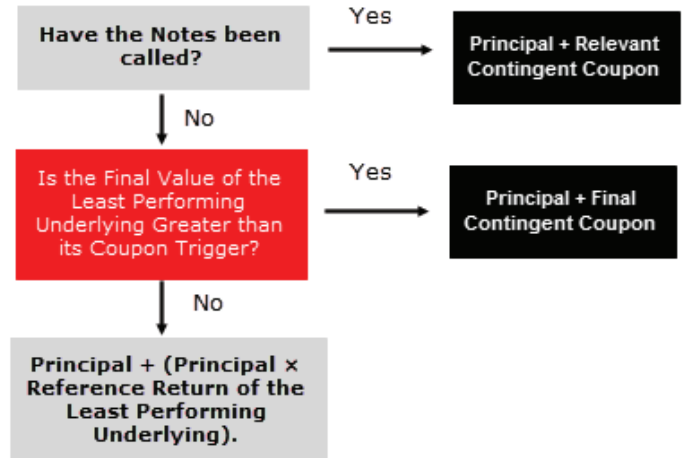 Have the Notes been
called?
Yes
Principal + Relevant
Contingent Coupon
No
Is the Final Value of the
Least Performing
Underlying Greater than
its Coupon Trigger?
Yes
Principal + Final
Contingent Coupon
No
Principal + (Principal ×
Reference Return of the
Least Performing
Underlying).